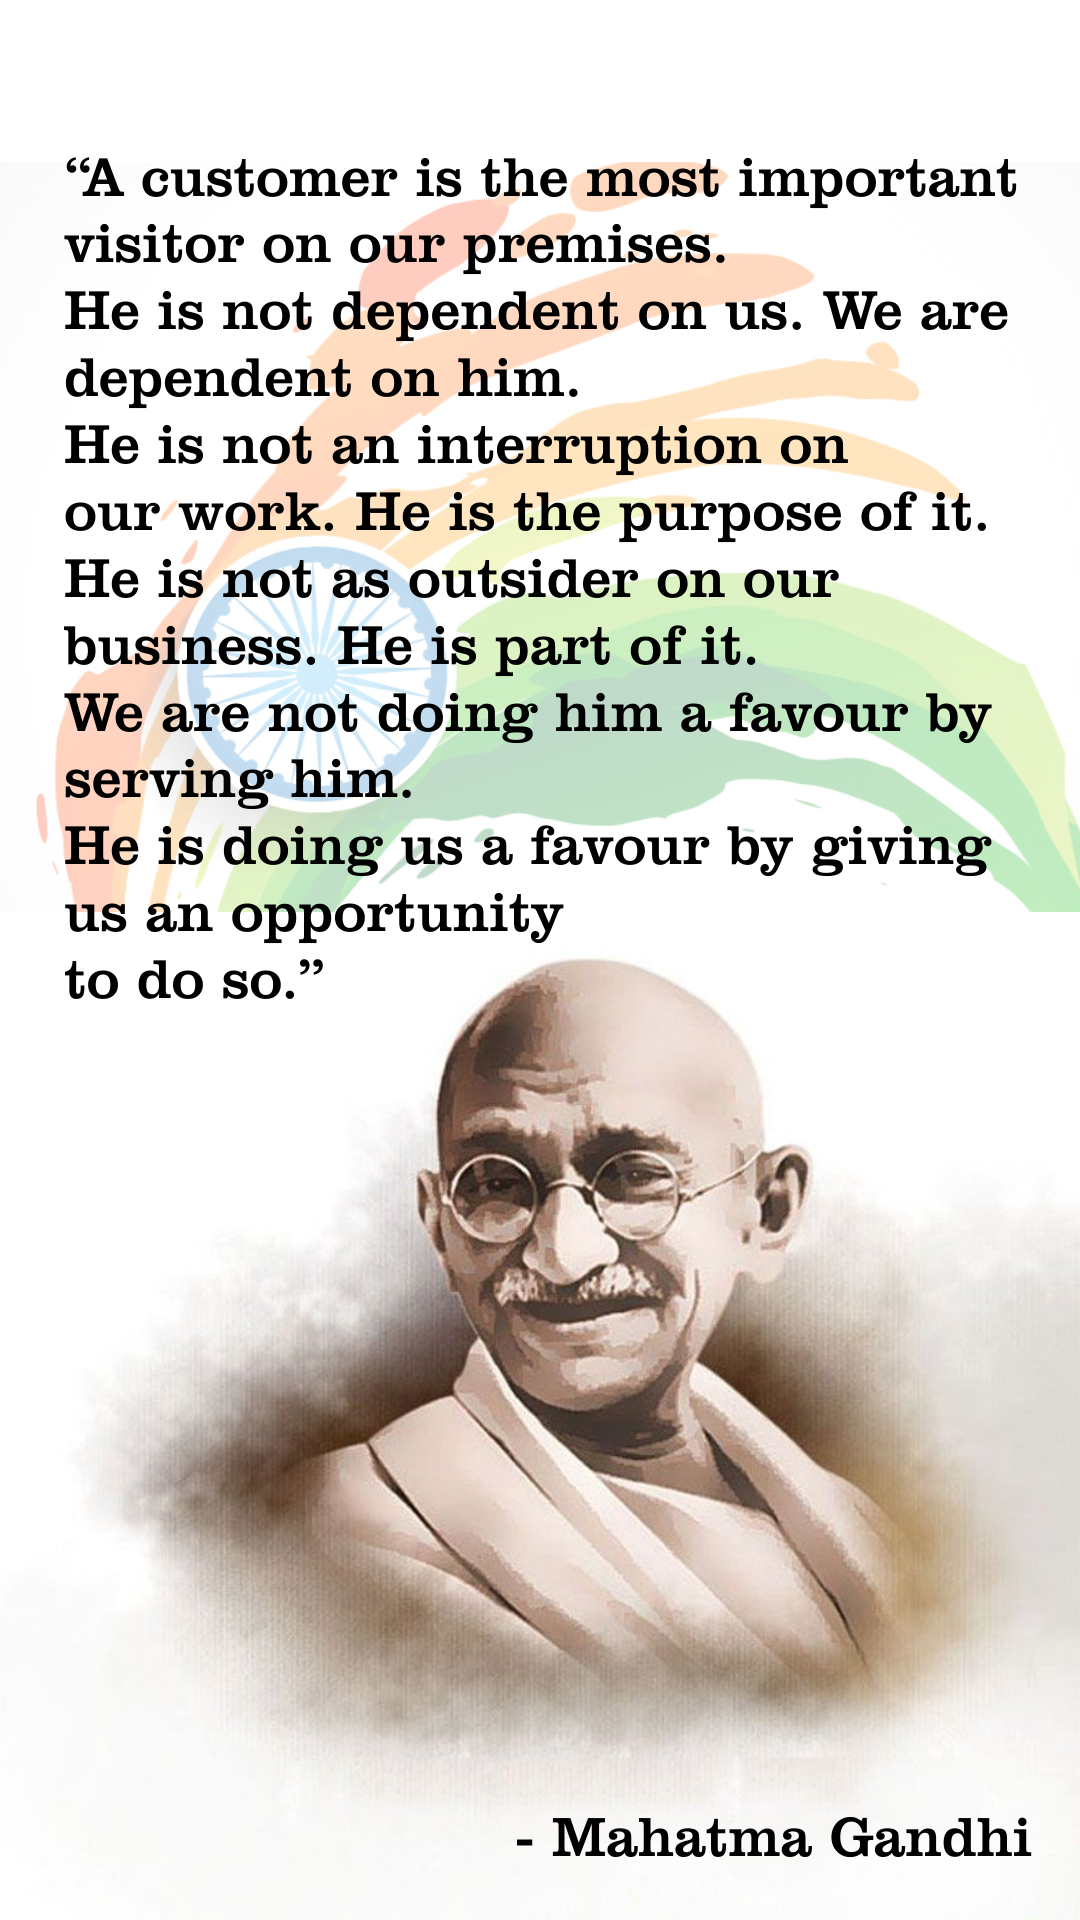 “A customer is the most important
visitor on our premises.
He is not dependent on us. We are
dependent on him.
He is not an interruption on
our work. He is the purpose of it.
He is not as outsider on our
business. He is part of it.
We are not doing him a favour by
serving him.
He is doing us a favour by giving
us an opportunity
to do so.”
- Mahatma Gandhi